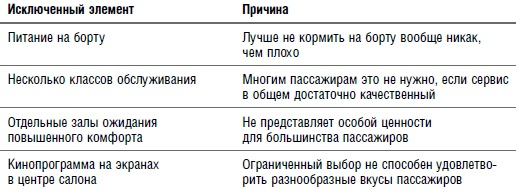 Исключенный элемент Причина
Питание на борту Лучше не кормить на борту вообще никак,
чем плохо
Несколько классов обслуживания Многим пассажирам это не нужно, если сервис
в общем достаточно качественный
Отдельные залы ожидания Не представляет особой ценности
повышенного комфорта для большинства пассажиров
Кинопрограмма на экранах Ограниченный выбор не способен удовлетво-
в центре салона рить разнообразные вкусы пассажиров